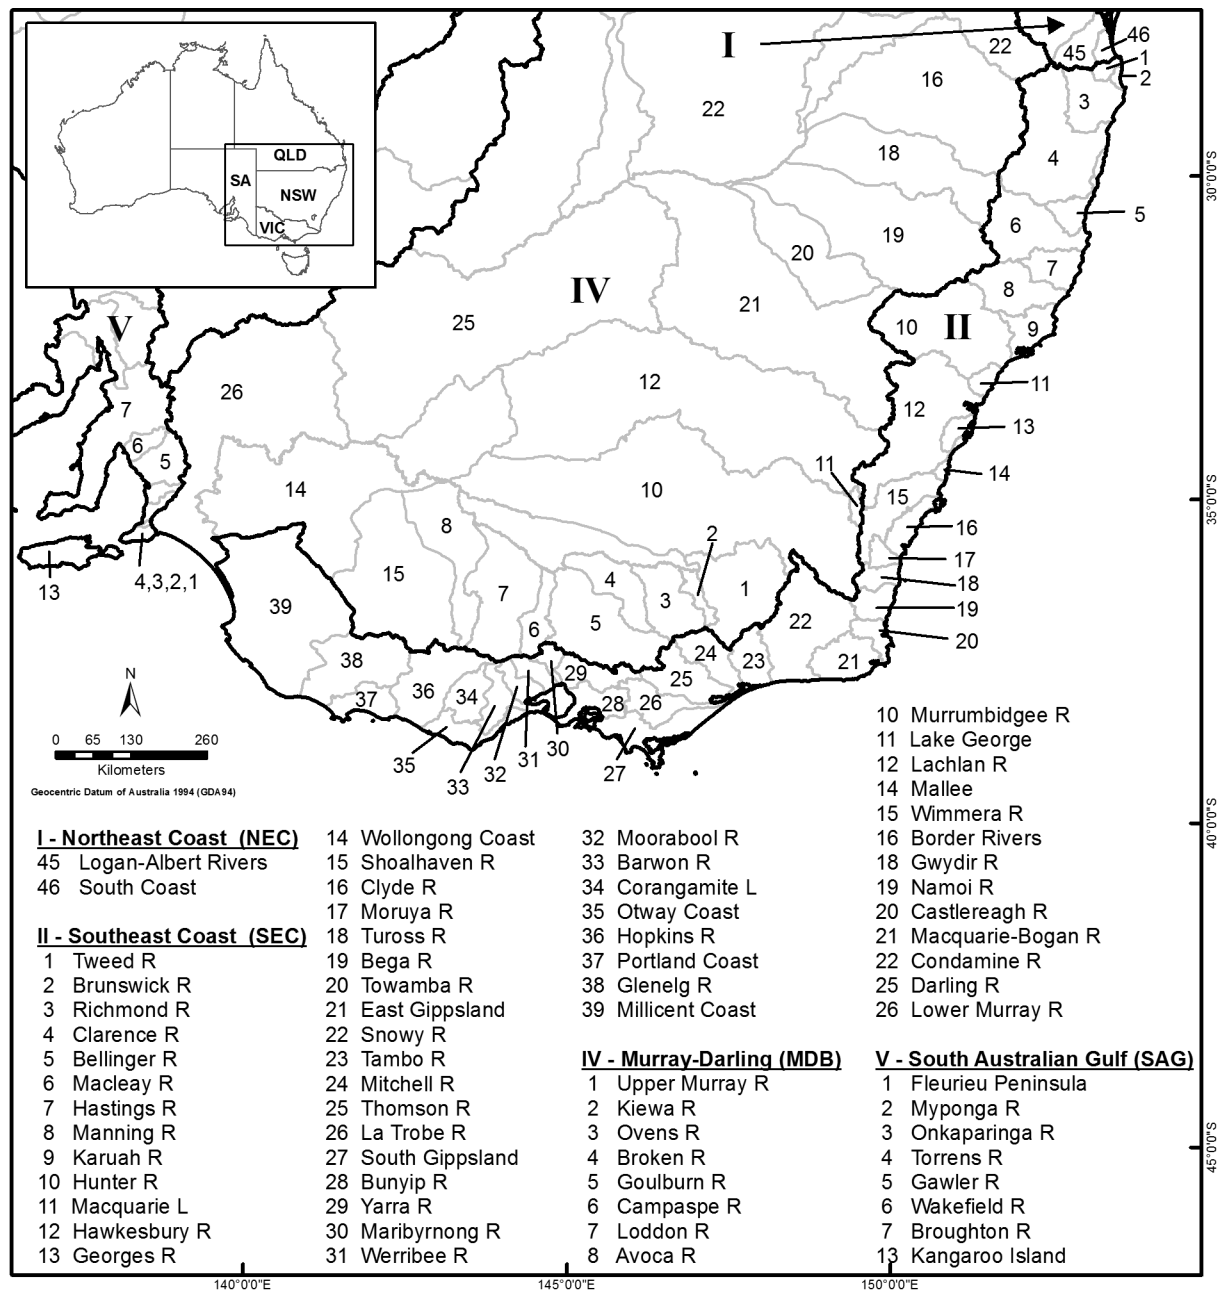 I
22
46
45
1
2
16
3
22
QLD
SA
NSW
VIC
18
4
30°0'0"S
5
6
19
20
7
IV
8
21
V
25
10
II
9
26
12
11
7
12
13
6
5
11
14
14
10
15
35°0'0"S
8
16
2
17
13
4,3,2,1
15
7
4
3
1
18
39
5
22
19
6
20
38
24
23
21
29
25
37
36
34
28
26
N
35
33
32
31
30
27
0 65 130 260
Kilometers
Geocentric Datum of Australia 1994 (GDA94)
I - Northeast Coast (NEC)
45 Logan-Albert Rivers
46 South Coast
II - Southeast Coast (SEC)
1 Tweed R
2 Brunswick R
3 Richmond R
4 Clarence R
5 Bellinger R
6 Macleay R
7 Hastings R
8 Manning R
9 Karuah R
10 Hunter R
11 Macquarie L
12 Hawkesbury R
13 Georges R
14 Wollongong Coast
15 Shoalhaven R
16 Clyde R
17 Moruya R
18 Tuross R
19 Bega R
20 Towamba R
21 East Gippsland
22 Snowy R
23 Tambo R
24 Mitchell R
25 Thomson R
26 La Trobe R
27 South Gippsland
28 Bunyip R
29 Yarra R
30 Maribyrnong R
31 Werribee R
32 Moorabool R
33 Barwon R
34 Corangamite L
35 Otway Coast
36 Hopkins R
37 Portland Coast
38 Glenelg R
39 Millicent Coast
IV - Murray-Darling (MDB)
1 Upper Murray R
2 Kiewa R
3 Ovens R
4 Broken R
5 Goulburn R
6 Campaspe R
7 Loddon R
8 Avoca R
10 Murrumbidgee R
11 Lake George
12 Lachlan R
14 Mallee
15 Wimmera R
16 Border Rivers
18 Gwydir R
19 Namoi R
20 Castlereagh R
21 Macquarie-Bogan R
22 Condamine R
25 Darling R
26 Lower Murray R
V - South Australian Gulf (SAG)
1 Fleurieu Peninsula
2 Myponga R
3 Onkaparinga R
4 Torrens R
5 Gawler R
6 Wakefield R
7 Broughton R
13 Kangaroo Island
40°0'0"S
45°0'0"S
140°0'0"E
145°0'0"E
150°0'0"E